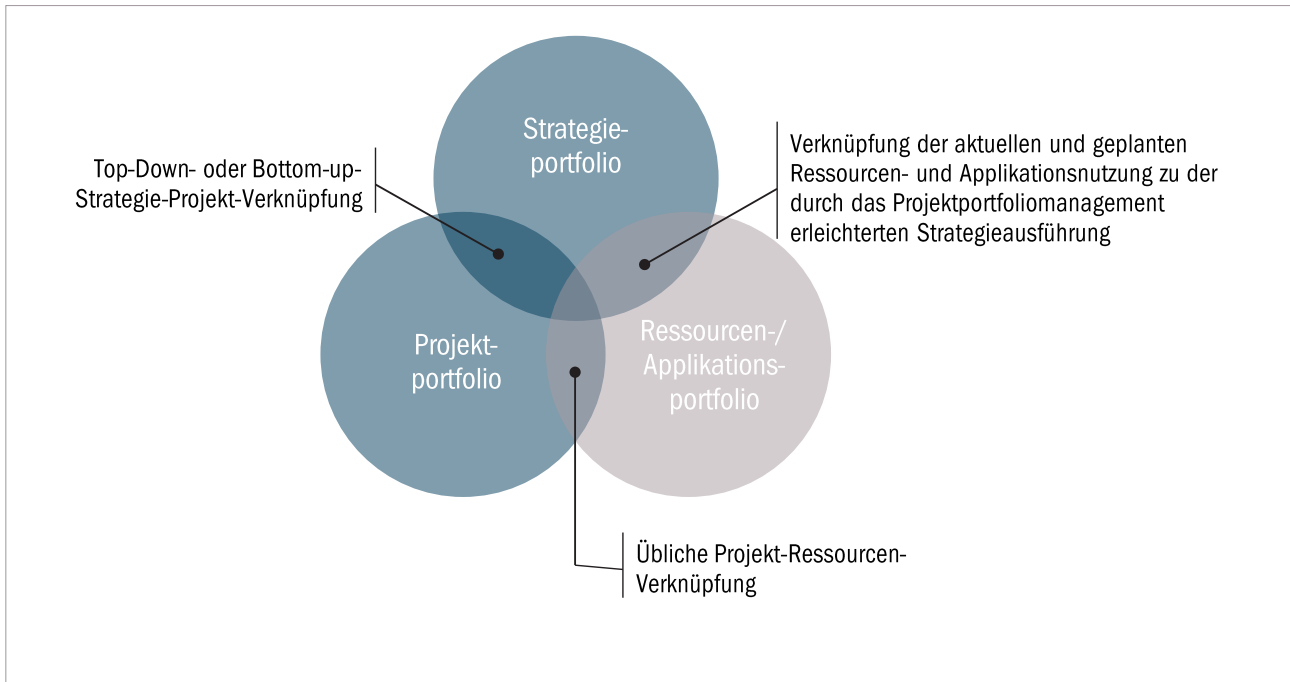 Strategie-
portfolio
Top-Down- oder Bottom-up-
Strategie-Projekt-Verknüpfung
Verknüpfung der aktuellen und geplanten
Ressourcen- und Applikationsnutzung zu der
durch das Projektportfoliomanagement
erleichterten Strategieausführung
Projekt-
portfolio
Ressourcen-/
Applikations-
portfolio
Übliche Projekt-Ressourcen-
Verknüpfung